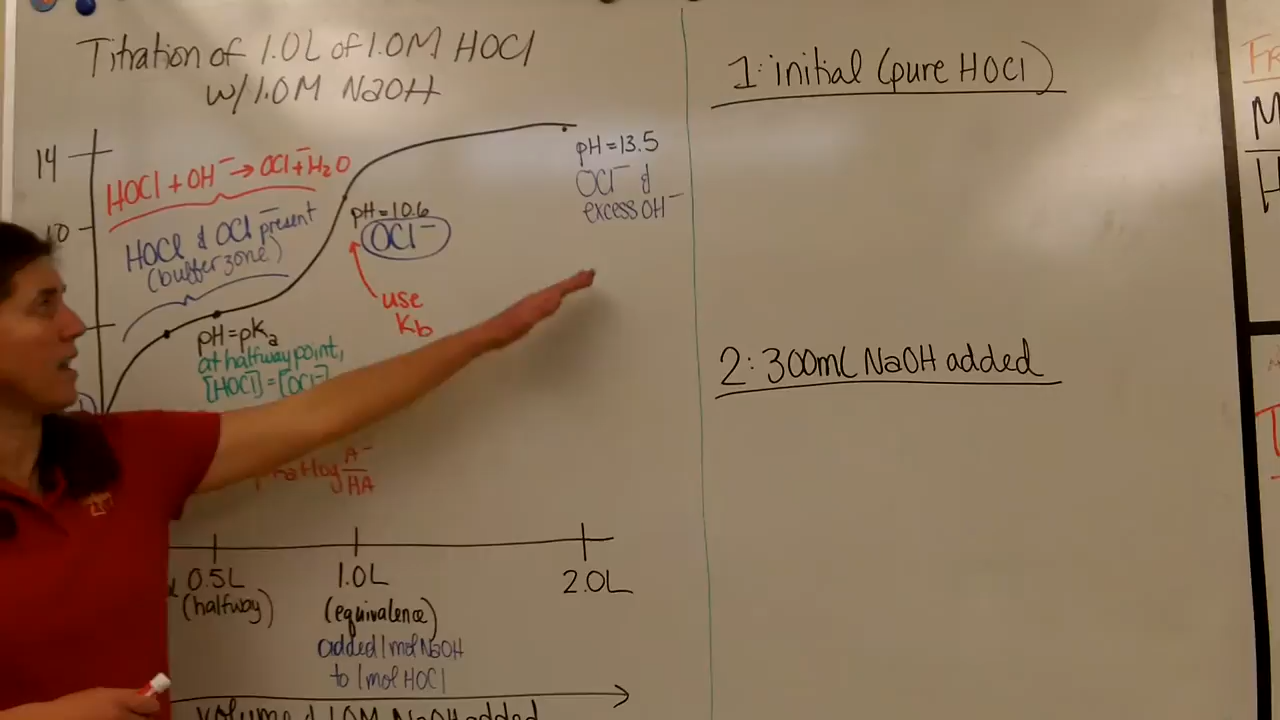 Titration of 1.0L of 1.0M HOCl
w/ 1.0M NaOH
14
HOCl + OH⁻ → OCl⁻ + H₂O
HOCl & OCl⁻ present
(buffer zone)
10
pH = 13.5
OCl⁻ &
excess OH⁻
pH = 10.6
OCl⁻
use
Kb
pH = pKa
at halfway point,
[HOCl] = [OCl⁻]
A⁻
HA
0.5L
(halfway)
1.0L
(equivalence)
added 1 mol NaOH
to 1 mol HOCl
2.0L
volume of 1.0M NaOH added
1: initial (pure HOCl)
2: 300mL NaOH added